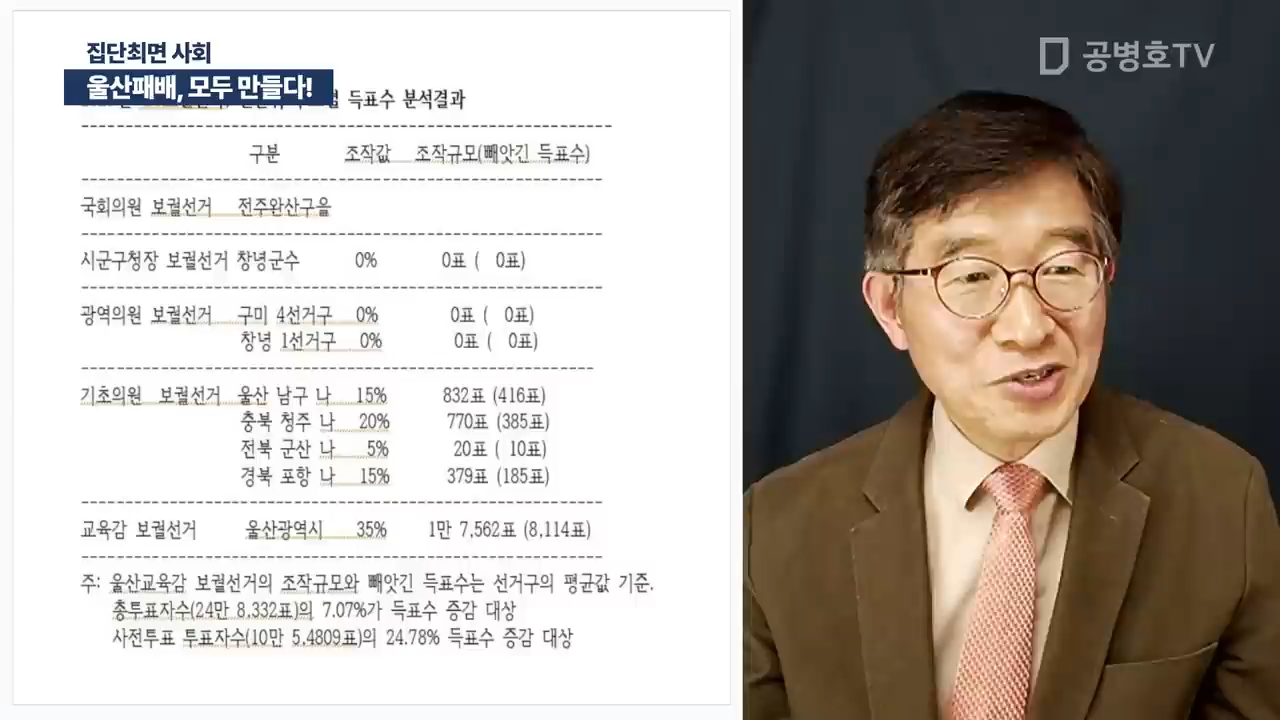 집단최면 사회
울산패배, 모두 만들다!
공병호TV
득표수 분석결과
구분 조작값 조작규모(빼앗긴 득표수)
국회의원 보궐선거 전주완산구을
시군구청장 보궐선거 창녕군수 0% 0표 ( 0표)
광역의원 보궐선거 구미 4선거구 0% 0표 ( 0표)
창녕 1선거구 0% 0표 ( 0표)
기초의원 보궐선거 울산 남구 나 15% 832표 (416표)
충북 청주 나 20% 770표 (385표)
전북 군산 나 5% 20표 ( 10표)
경북 포항 나 15% 379표 (185표)
교육감 보궐선거 울산광역시 35% 1만 7,562표 (8,114표)
주: 울산교육감 보궐선거의 조작규모와 빼앗긴 득표수는 선거구의 평균값 기준.
총투표자수(24만 8.332표)의 7.07%가 득표수 증감 대상
사전투표 투표자수(10만 5.4809표)의 24.78% 득표수 증감 대상